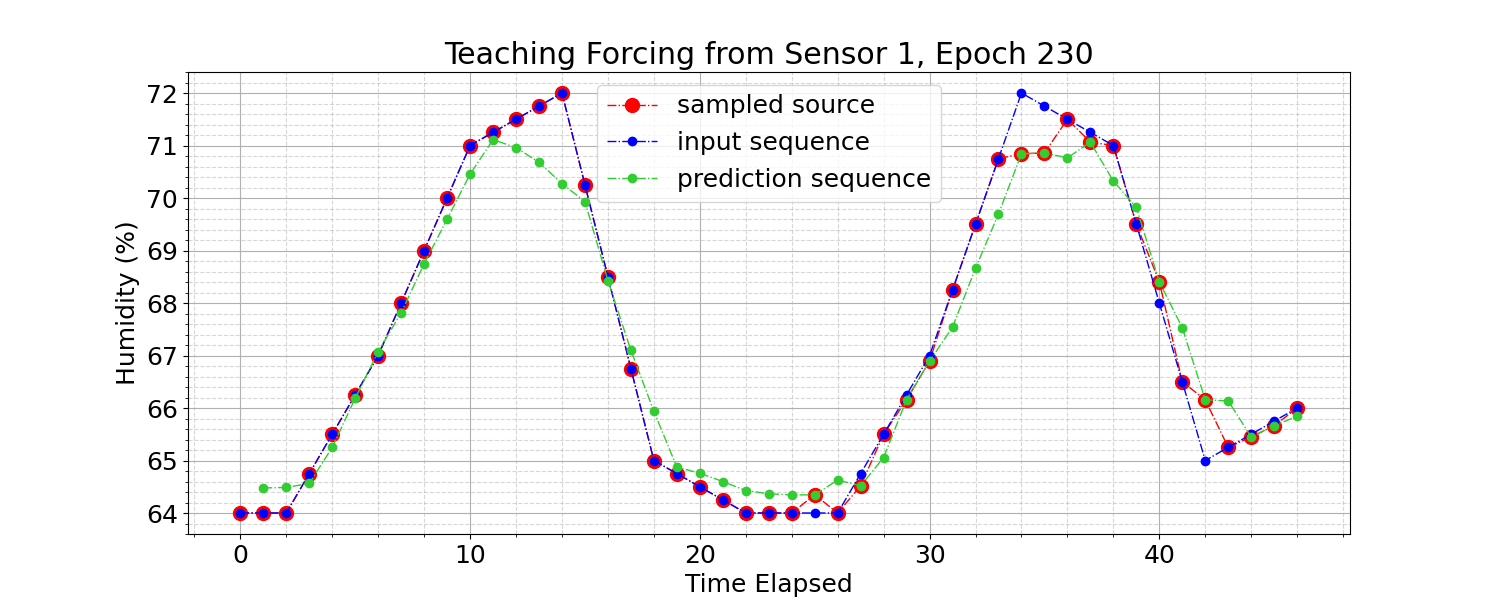 Teaching Forcing from Sensor 1, Epoch 230
sampled source
input sequence
prediction sequence
Humidity (%)
72
71
70
69
68
67
66
65
64
0 10 20 30 40
Time Elapsed